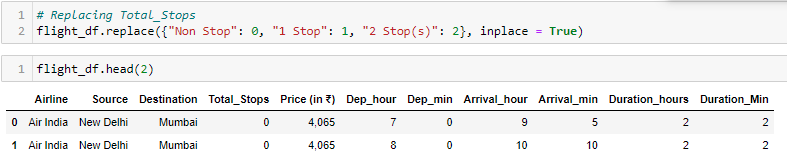 1 # Replacing Total_Stops
2 flight_df.replace({"Non Stop": 0, "1 Stop": 1, "2 Stop(s)": 2}, inplace = True)
1 flight_df.head(2)
Airline Source Destination Total_Stops Price (in ₹) Dep_hour Dep_min Arrival_hour Arrival_min Duration_hours Duration_Min
0 Air India New Delhi Mumbai 0 4,065 7 0 9 5 2 2
1 Air India New Delhi Mumbai 0 4,065 8 0 10 10 2 2